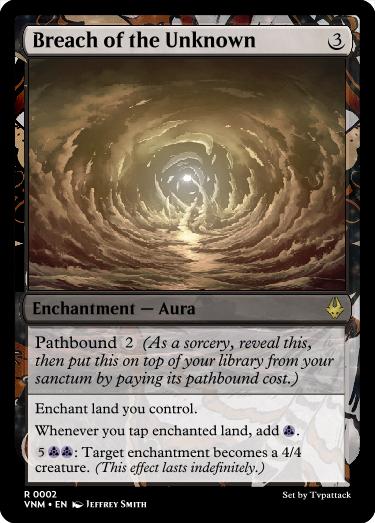 Breach of the Unknown 3
Enchantment — Aura
Pathbound 2 (As a sorcery, reveal this,
then put this on top of your library from your
sanctum by paying its pathbound cost.)
Enchant land you control.
Whenever you tap enchanted land, add .
5 : Target enchantment becomes a 4/4
creature. (This effect lasts indefinitely.)
R 0002
VNM • EN Jeffrey Smith
Set by Tvpattack